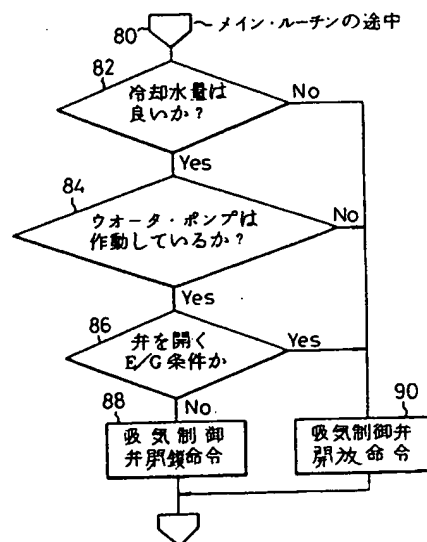 80
メイン・ルーチンの途中
82
冷却水量は
良いか?
No
Yes
84
ウオータ・ポンプは
作動しているか?
No
Yes
86
弁を開く
E/G条件か
Yes
No
88
吸気制御
弁閉鎖命令
90
吸気制御弁
開放命令